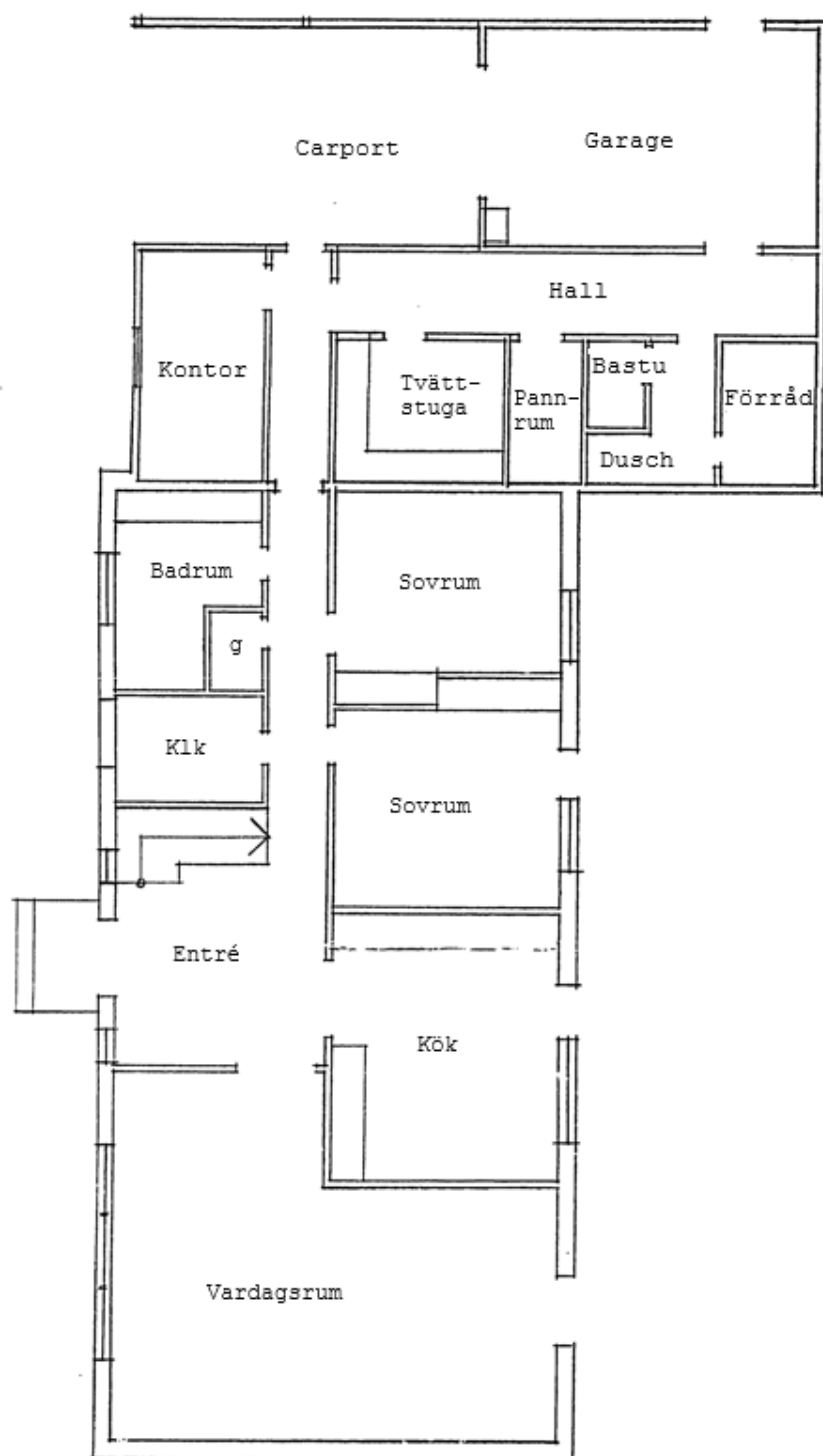 Carport
Garage
Hall
Kontor
Tvätt-
stuga
Pann-
rum
Bastu
Förråd
Dusch
Badrum
Sovrum
g
Klk
Sovrum
Entré
Kök
Vardagsrum